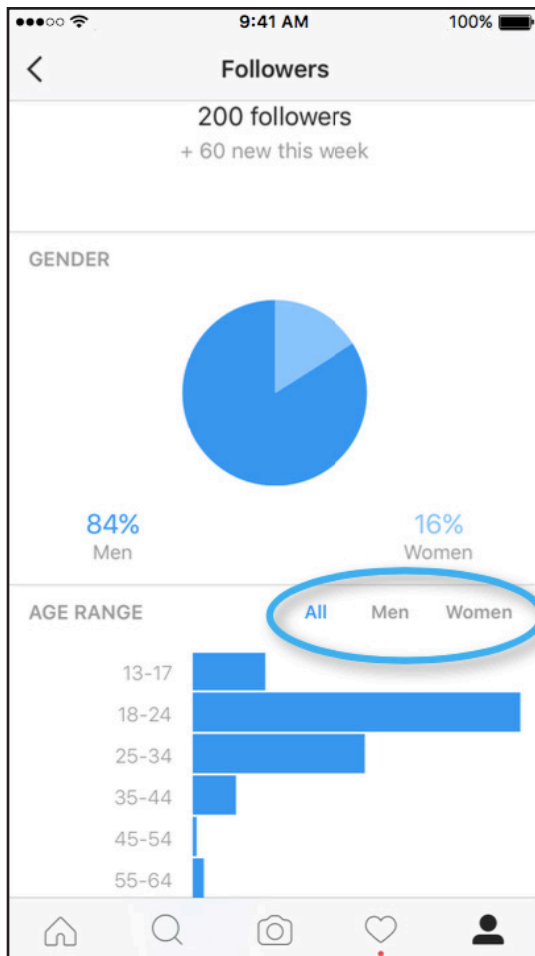 9:41 AM 100%
Followers
200 followers
+ 60 new this week
GENDER
84% 16%
Men Women
AGE RANGE All Men Women
13-17
18-24
25-34
35-44
45-54
55-64